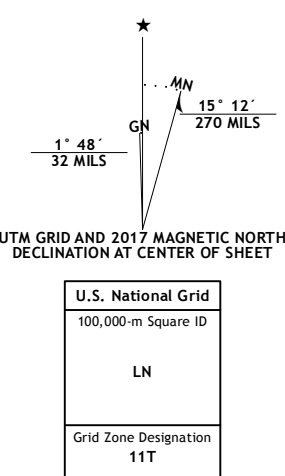 ★
MN
GN
15° 12´
270 MILS
1° 48´
32 MILS
UTM GRID AND 2017 MAGNETIC NORTH
DECLINATION AT CENTER OF SHEET
U.S. National Grid
100,000-m Square ID
LN
Grid Zone Designation
11T